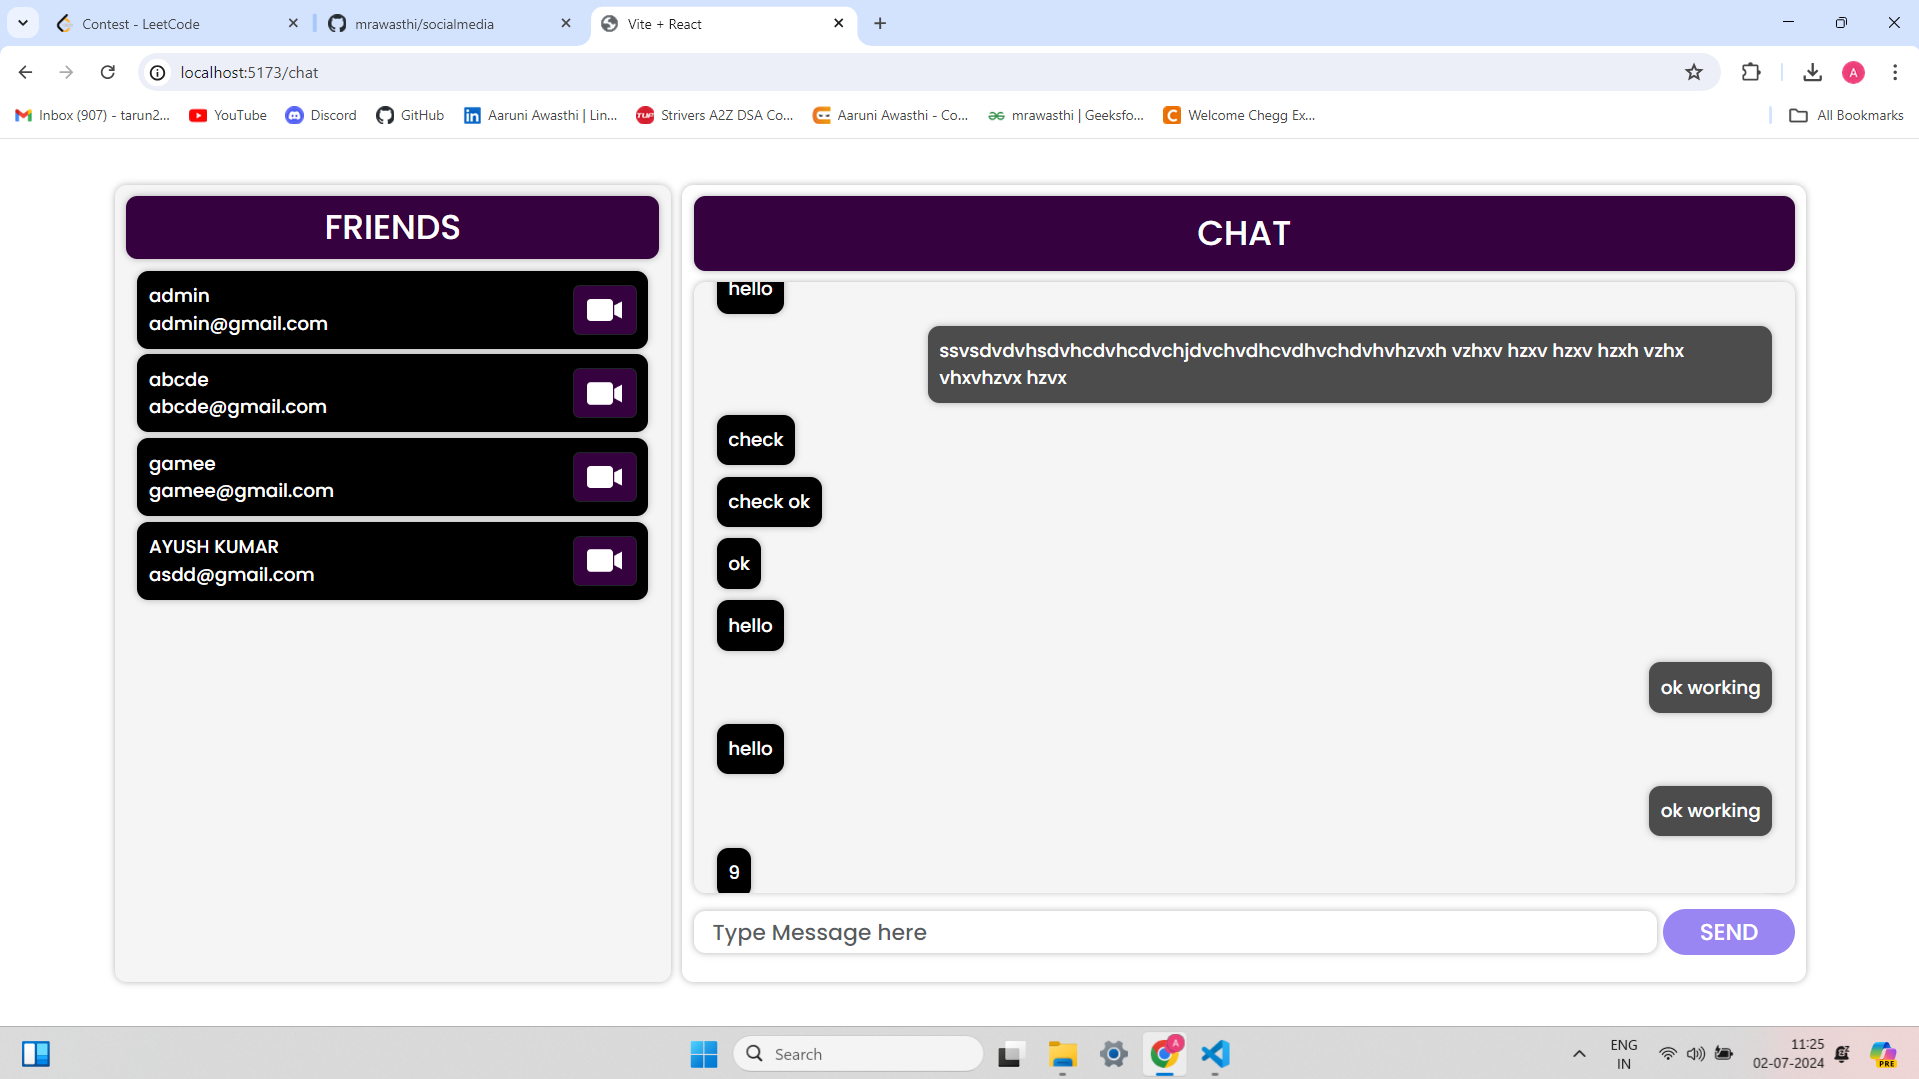 Contest - LeetCode
mrawasthi/socialmedia
Vite + React
localhost:5173/chat
A
Inbox (907) - tarun2...
YouTube
Discord
GitHub
Aaruni Awasthi | Lin...
TUF
Strivers A2Z DSA Co...
Aaruni Awasthi - Co...
mrawasthi | Geeksfo...
C
Welcome Chegg Ex...
All Bookmarks
FRIENDS
admin
admin@gmail.com
abcde
abcde@gmail.com
gamee
gamee@gmail.com
AYUSH KUMAR
asdd@gmail.com
CHAT
hello
ssvsdvdvhsdvhcdvhcdvchjdvchvdhcvdhvchdvhvhzvxh vzhxv hzxv hzxv hzxh vzhx
vhxvhzvx hzvx
check
check ok
ok
hello
ok working
hello
ok working
9
Type Message here
SEND
Search
A
ENG
IN
11:25
02-07-2024
PRE